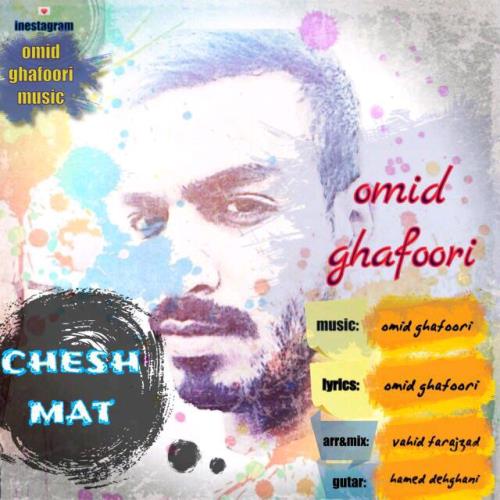 inestagram
omid
ghafoori
music
omid
ghafoori
music: omid ghafoori
lyrics: omid ghafoori
arr&mix: vahid farajzad
gutar: hamed dehghani
CHESH
MAT